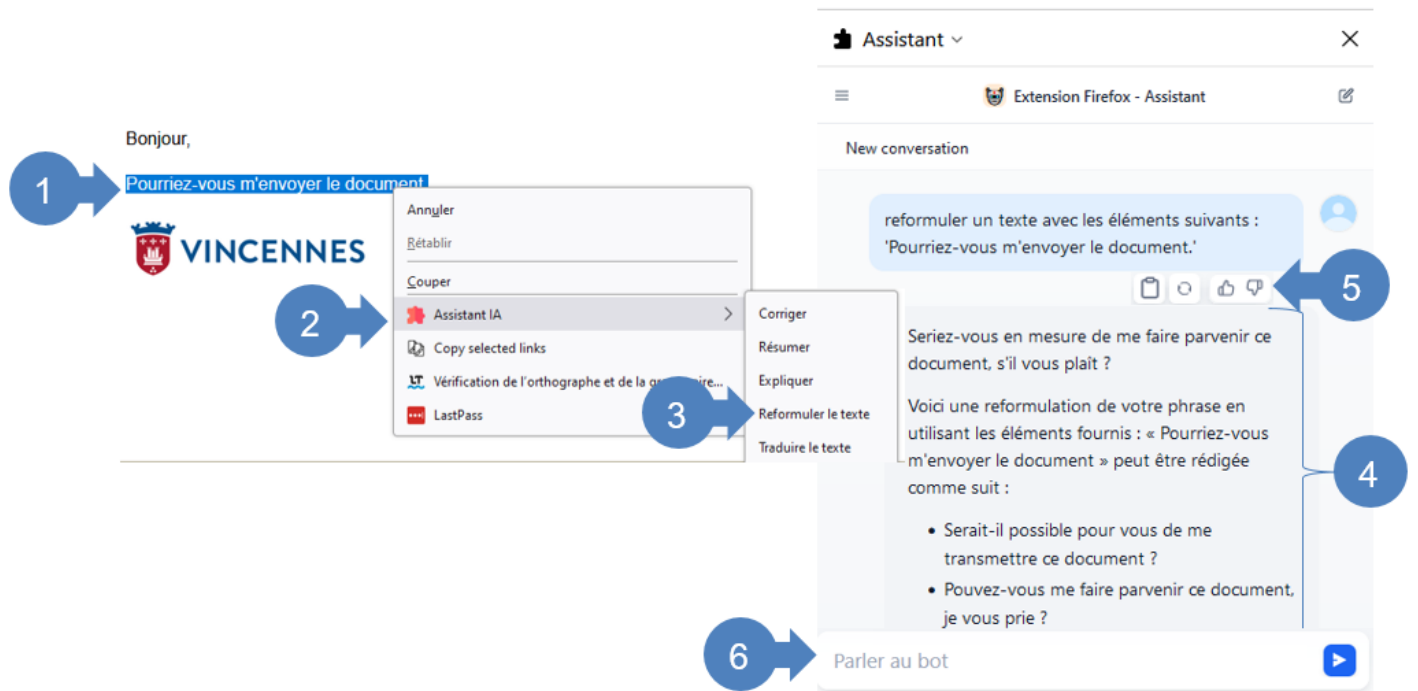 Bonjour,
1
Pourriez-vous m'envoyer le document.
VINCENNES
Annuler
Rétablir
Couper
2
Assistant IA
Copy selected links
LT Vérification de l'orthographe et de la
LastPass
3
Corriger
Résumer
Expliquer
Reformuler le texte
Traduire le texte
Assistant
Extension Firefox - Assistant
New conversation
reformuler un texte avec les éléments suivants :
'Pourriez-vous m'envoyer le document.'
5
Seriez-vous en mesure de me faire parvenir ce
document, s'il vous plaît ?
Voici une reformulation de votre phrase en
utilisant les éléments fournis : « Pourriez-vous
m'envoyer le document » peut être rédigée
comme suit :
4
• Serait-il possible pour vous de me
transmettre ce document ?
• Pouvez-vous me faire parvenir ce document,
je vous prie ?
6
Parler au bot